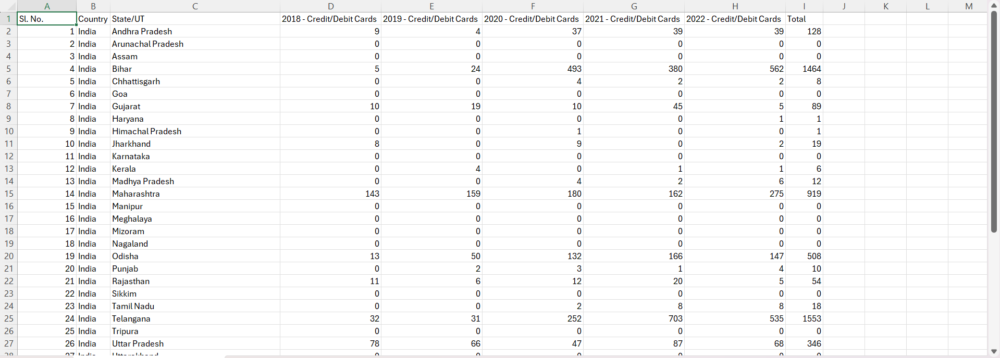 A B C D E F G H I J K L M
1 Sl. No. Country State/UT 2018 - Credit/Debit Cards 2019 - Credit/Debit Cards 2020 - Credit/Debit Cards 2021 - Credit/Debit Cards 2022 - Credit/Debit Cards Total
2 1 India Andhra Pradesh 9 4 37 39 39 128
3 2 India Arunachal Pradesh 0 0 0 0 0 0
4 3 India Assam 0 0 0 0 0 0
5 4 India Bihar 5 24 493 380 562 1464
6 5 India Chhattisgarh 0 0 4 2 2 8
7 6 India Goa 0 0 0 0 0 0
8 7 India Gujarat 10 19 10 45 5 89
9 8 India Haryana 0 0 0 0 1 1
10 9 India Himachal Pradesh 0 0 1 0 0 1
11 10 India Jharkhand 8 0 9 0 2 19
12 11 India Karnataka 0 0 0 0 0 0
13 12 India Kerala 0 4 0 1 1 6
14 13 India Madhya Pradesh 0 0 4 2 6 12
15 14 India Maharashtra 143 159 180 162 275 919
16 15 India Manipur 0 0 0 0 0 0
17 16 India Meghalaya 0 0 0 0 0 0
18 17 India Mizoram 0 0 0 0 0 0
19 18 India Nagaland 0 0 0 0 0 0
20 19 India Odisha 13 50 132 166 147 508
21 20 India Punjab 0 2 3 1 4 10
22 21 India Rajasthan 11 6 12 20 5 54
23 22 India Sikkim 0 0 0 0 0 0
24 23 India Tamil Nadu 0 0 2 8 8 18
25 24 India Telangana 32 31 252 703 535 1553
26 25 India Tripura 0 0 0 0 0 0
27 26 India Uttar Pradesh 78 66 47 87 68 346